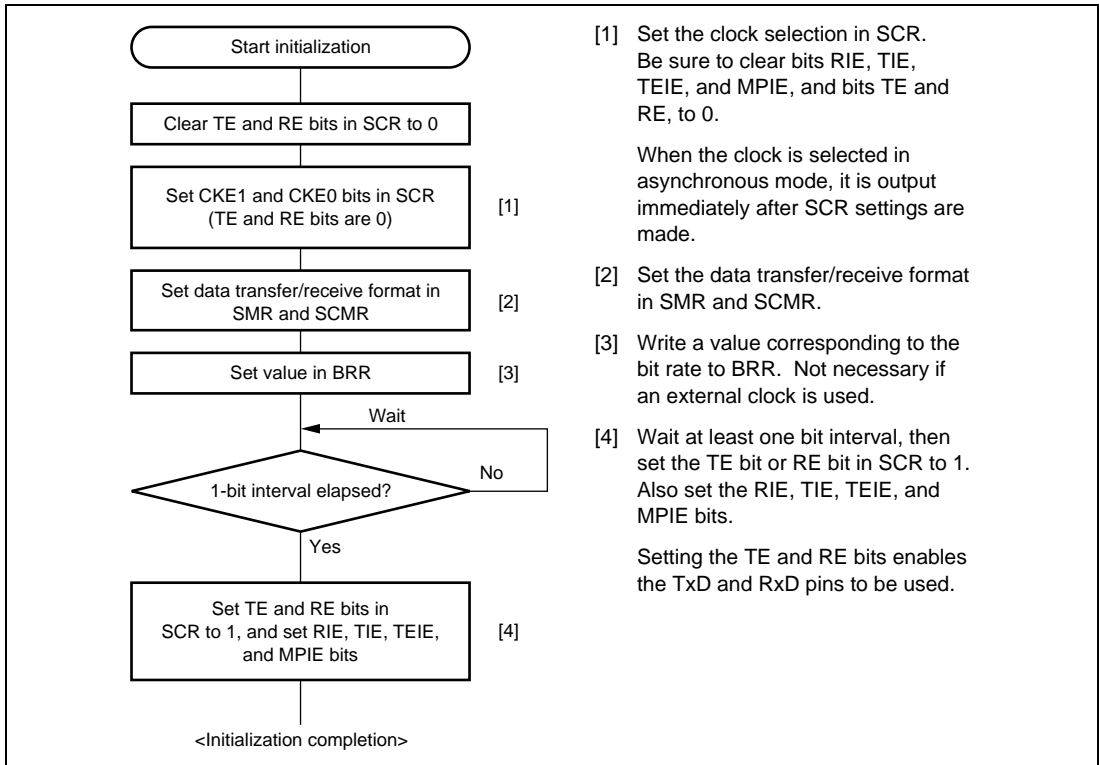 Start initialization
Clear TE and RE bits in SCR to 0
Set CKE1 and CKE0 bits in SCR
(TE and RE bits are 0)
[1]
Set data transfer/receive format in
SMR and SCMR
[2]
Set value in BRR
[3]
Wait
1-bit interval elapsed?
No
Yes
Set TE and RE bits in
SCR to 1, and set RIE, TIE, TEIE,
and MPIE bits
[4]
<Initialization completion>
[1] Set the clock selection in SCR.
Be sure to clear bits RIE, TIE,
TEIE, and MPIE, and bits TE and
RE, to 0.
When the clock is selected in
asynchronous mode, it is output
immediately after SCR settings are
made.
[2] Set the data transfer/receive format
in SMR and SCMR.
[3] Write a value corresponding to the
bit rate to BRR. Not necessary if
an external clock is used.
[4] Wait at least one bit interval, then
set the TE bit or RE bit in SCR to 1.
Also set the RIE, TIE, TEIE, and
MPIE bits.
Setting the TE and RE bits enables
the TxD and RxD pins to be used.